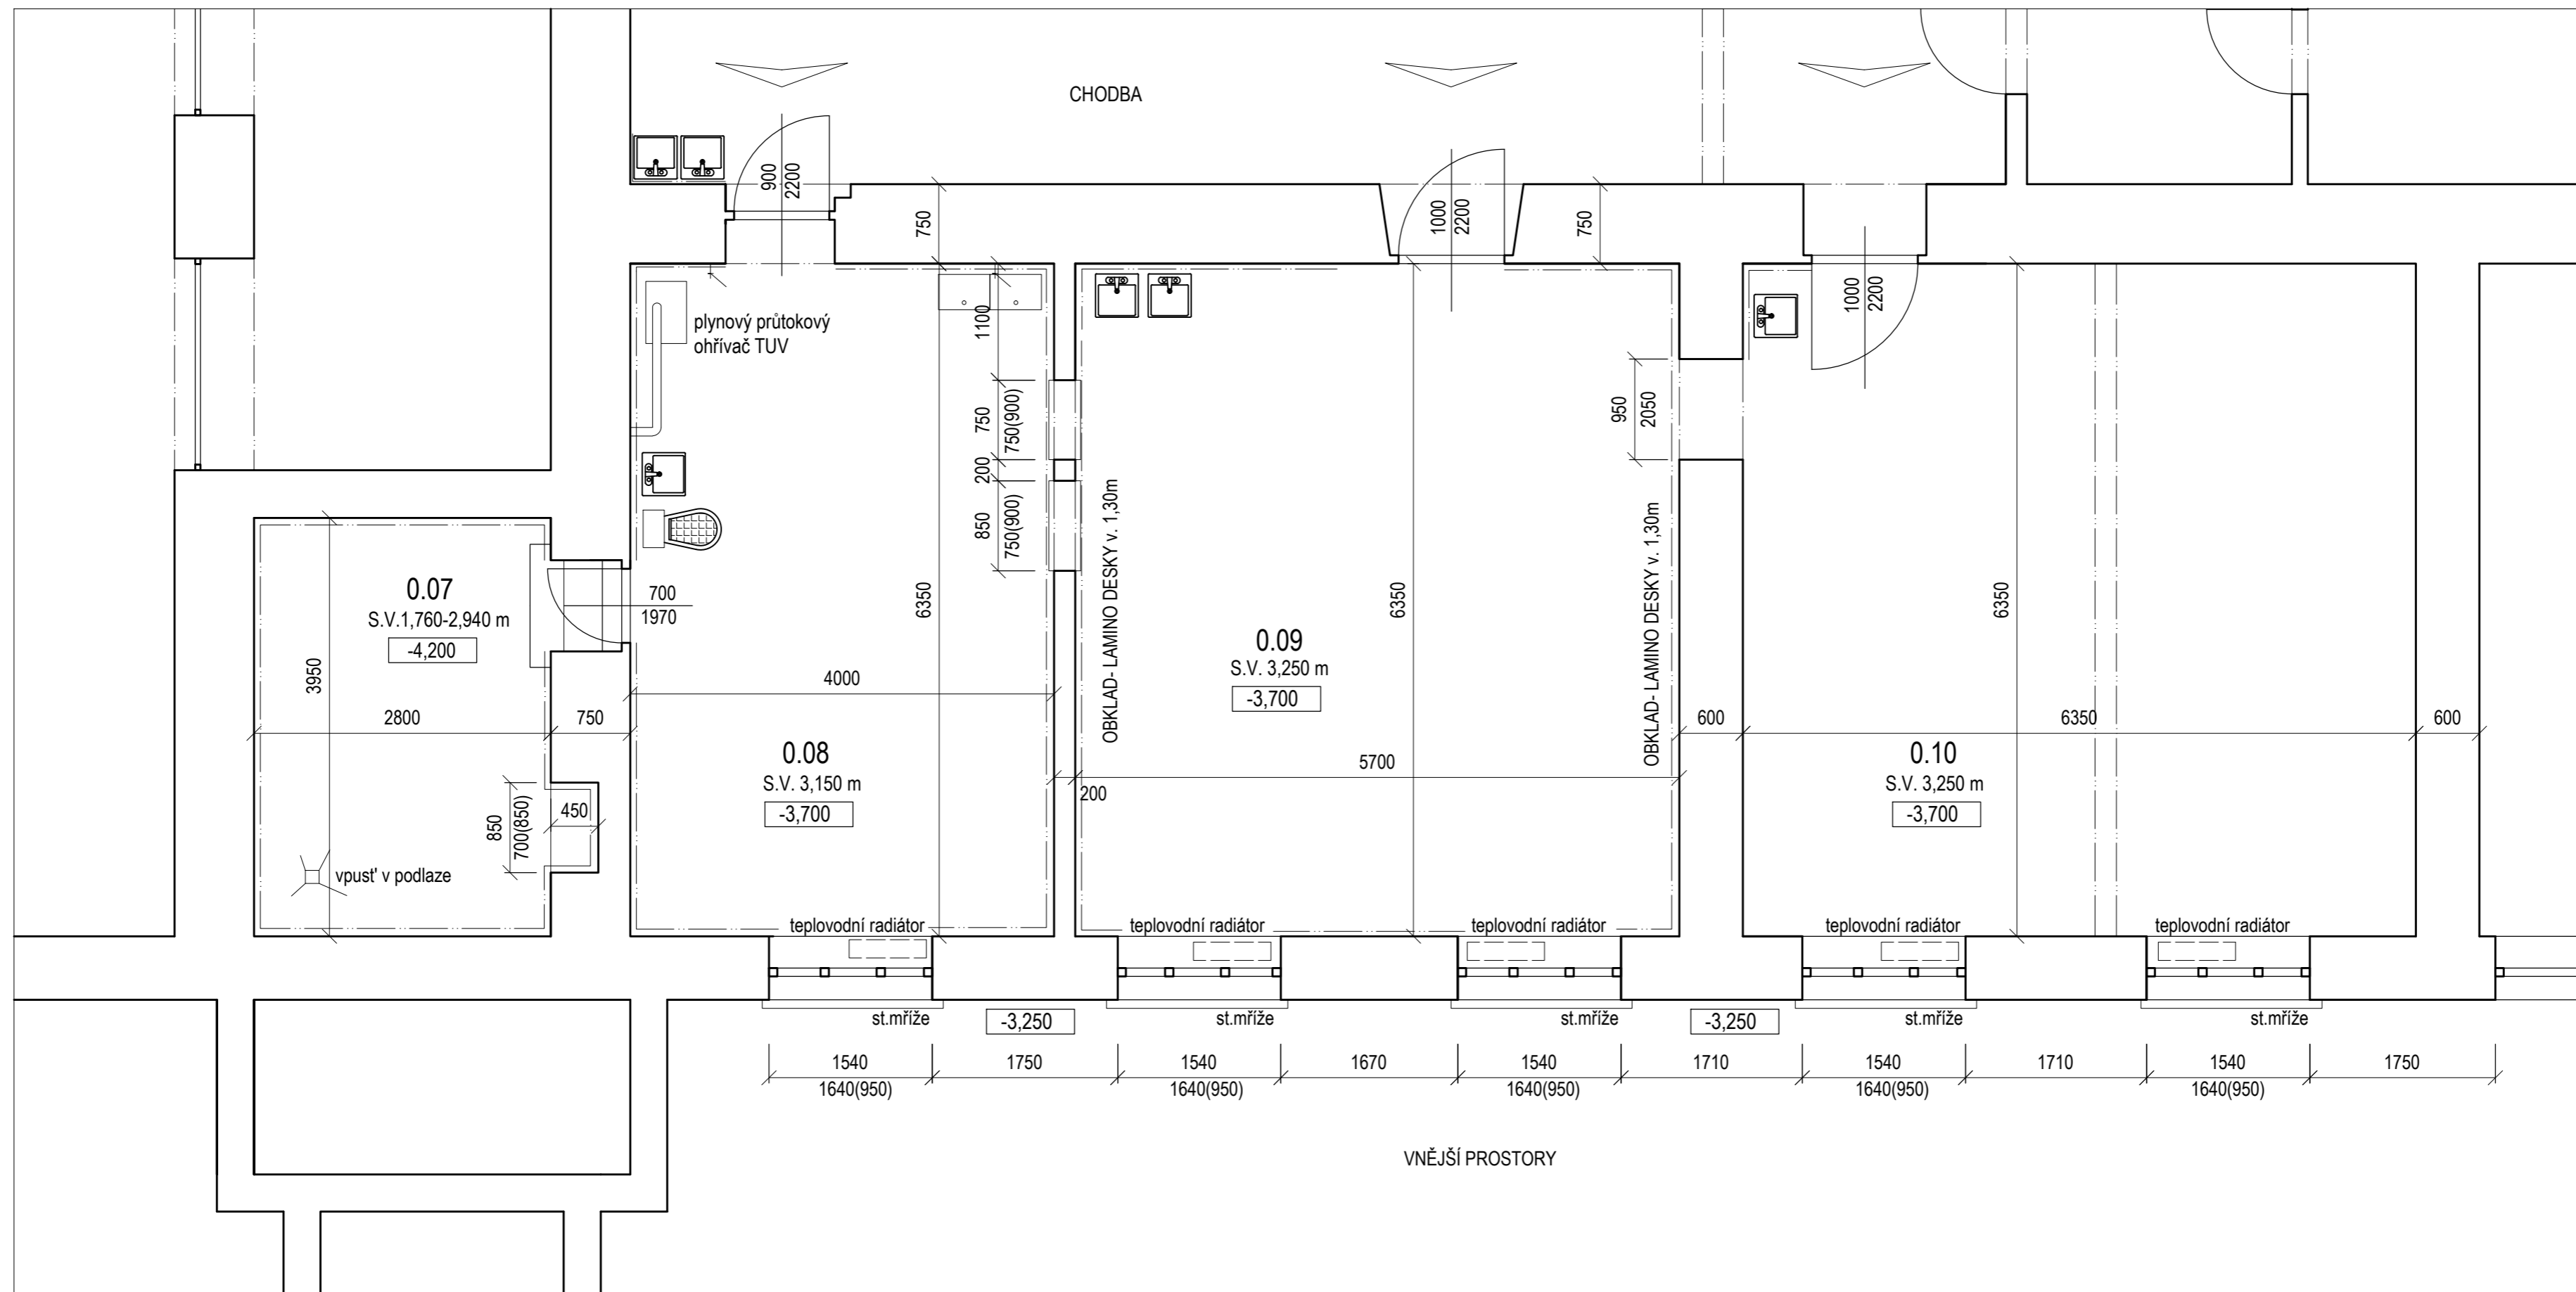 CHODBA
900
2200
750
1000
2200
750
1000
2200
plynový průtokový
ohřívač TUV
1100
750
750(900)
200
850
750(900)
950
2050
OBKLAD- LAMINO DESKY v. 1,30m
OBKLAD- LAMINO DESKY v. 1,30m
6350
6350
6350
0.07
S.V.1,760-2,940 m
-4,200
700
1970
3950
2800
750
4000
0.08
S.V. 3,150 m
-3,700
0.09
S.V. 3,250 m
-3,700
600
6350
600
0.10
S.V. 3,250 m
-3,700
5700
200
850
700(850)
450
vpusť v podlaze
teplovodní radiátor
teplovodní radiátor
teplovodní radiátor
teplovodní radiátor
teplovodní radiátor
st.mříže
-3,250
st.mříže
st.mříže
-3,250
st.mříže
st.mříže
1540
1640(950)
1750
1540
1640(950)
1670
1540
1640(950)
1710
1540
1640(950)
1710
1540
1640(950)
1750
VNĚJŠÍ PROSTORY